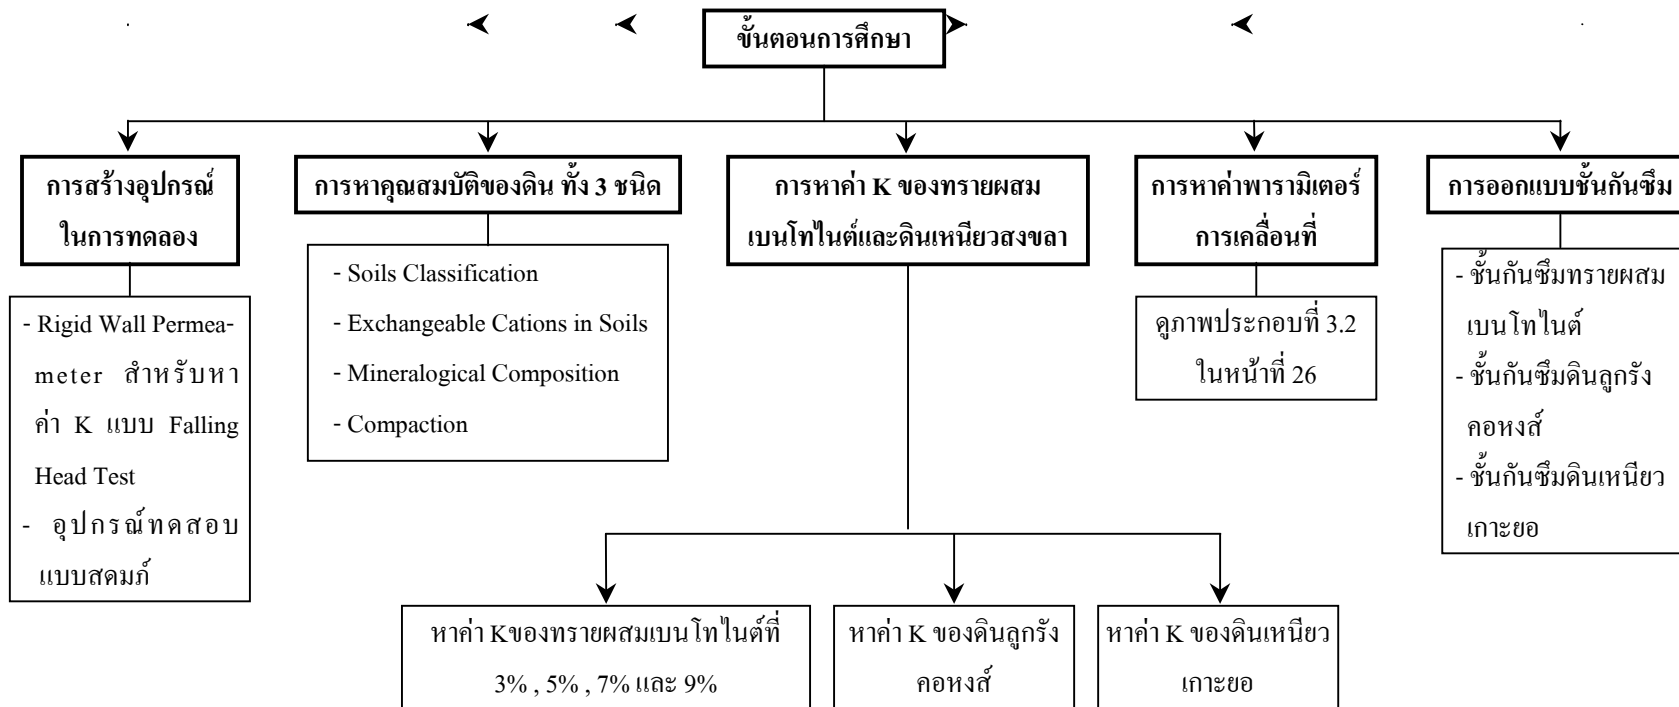 ขั้นตอนการศึกษา
การสร้างอุปกรณ์
ในการทดลอง
- Rigid Wall Permea-
meter สำหรับหา
ค่า K แบบ Falling
Head Test
- อุปกรณ์ทดสอบ
แบบสดมภ์
การหาคุณสมบัติของดิน ทั้ง 3 ชนิด
- Soils Classification
- Exchangeable Cations in Soils
- Mineralogical Composition
- Compaction
การหาค่า K ของทรายผสม
เบนโทไนต์และดินเหนียวสงขลา
หาค่า Kของทรายผสมเบนโทไนต์ที่
3% , 5% , 7% และ 9%
หาค่า K ของดินลูกรัง
คอหงส์
หาค่า K ของดินเหนียว
เกาะยอ
การหาค่าพารามิเตอร์
การเคลื่อนที่
ดูภาพประกอบที่ 3.2
ในหน้าที่ 26
การออกแบบชั้นกันซึม
- ชั้นกันซึมทรายผสม
เบนโทไนต์
- ชั้นกันซึมดินลูกรัง
คอหงส์
- ชั้นกันซึมดินเหนียว
เกาะยอ